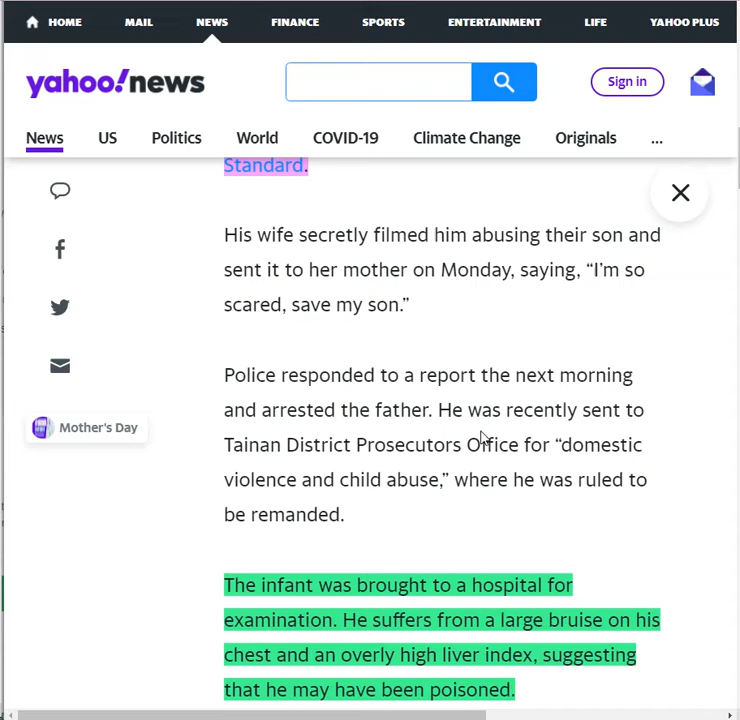 HOME MAIL NEWS FINANCE SPORTS ENTERTAINMENT LIFE YAHOO PLUS
yahoo!news
Sign in
News US Politics World COVID-19 Climate Change Originals ...
Standard.
His wife secretly filmed him abusing their son and
sent it to her mother on Monday, saying, “I’m so
scared, save my son.”
Police responded to a report the next morning
and arrested the father. He was recently sent to
Tainan District Prosecutors Office for “domestic
violence and child abuse,” where he was ruled to
be remanded.
Mother's Day
The infant was brought to a hospital for
examination. He suffers from a large bruise on his
chest and an overly high liver index, suggesting
that he may have been poisoned.